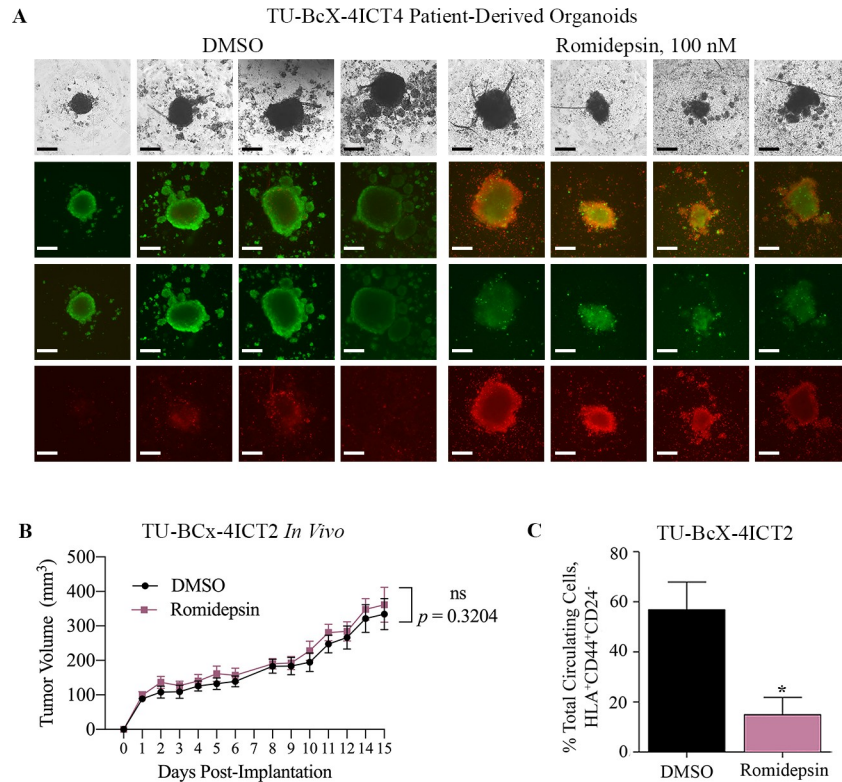 A
TU-BcX-4ICT4 Patient-Derived Organoids
DMSO
Romidepsin, 100 nM
B
TU-BCx-4ICT2 In Vivo
Tumor Volume (mm3)
500
400
300
200
100
0
DMSO
Romidepsin
ns
p = 0.3204
0 1 2 3 4 5 6 7 8 9 10 11 12 14 15
Days Post-Implantation
C
TU-BcX-4ICT2
% Total Circulating Cells,
HLA+CD44+CD24-
80
60
40
20
0
*
DMSO
Romidepsin